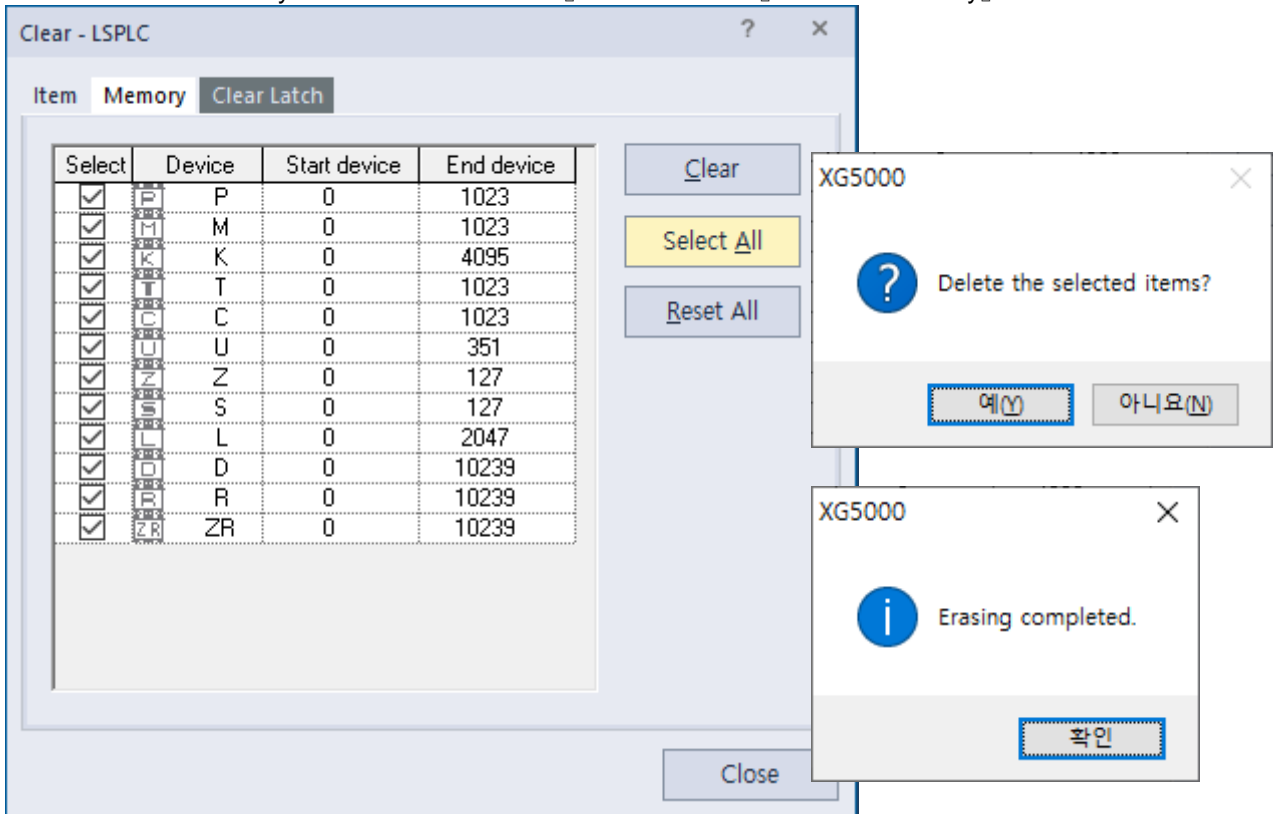 Clear - LSPLC ? ×
Item Memory Clear Latch
Select Device Start device End device
P P 0 1023
M M 0 1023
K K 0 4095
T T 0 1023
C C 0 1023
U U 0 351
Z Z 0 127
S S 0 127
L L 0 2047
D D 0 10239
R R 0 10239
ZR ZR 0 10239
Clear
Select All
Reset All
Close
XG5000
Delete the selected items?
예(Y) 아니요(N)
XG5000
Erasing completed.
확인